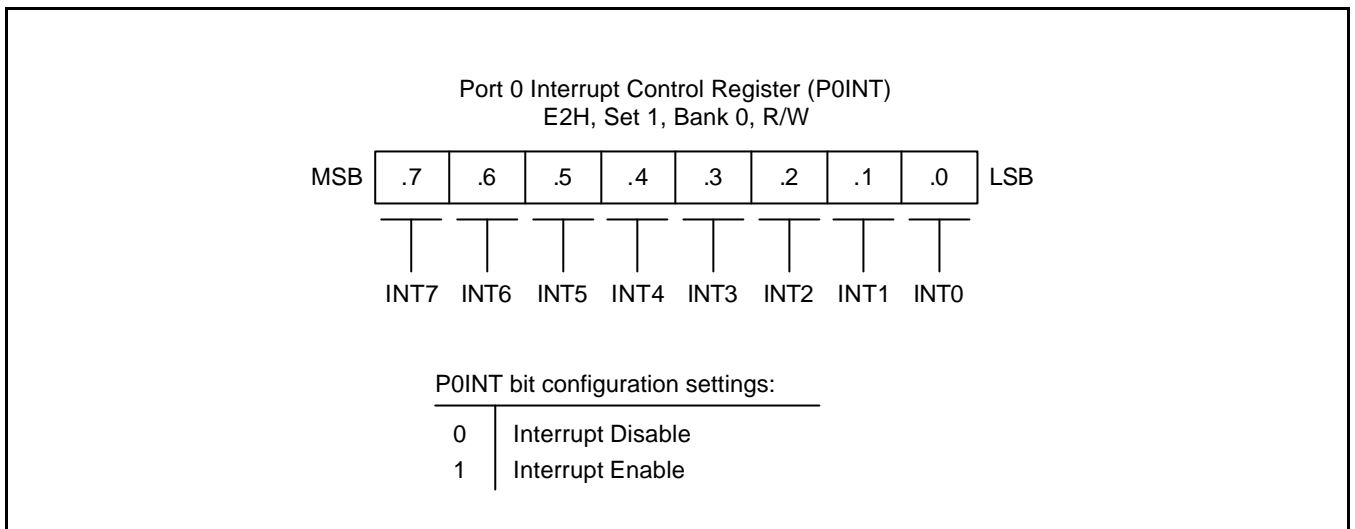 Port 0 Interrupt Control Register (P0INT)
E2H, Set 1, Bank 0, R/W
MSB .7 .6 .5 .4 .3 .2 .1 .0 LSB
INT7 INT6 INT5 INT4 INT3 INT2 INT1 INT0
P0INT bit configuration settings:
0 Interrupt Disable
1 Interrupt Enable